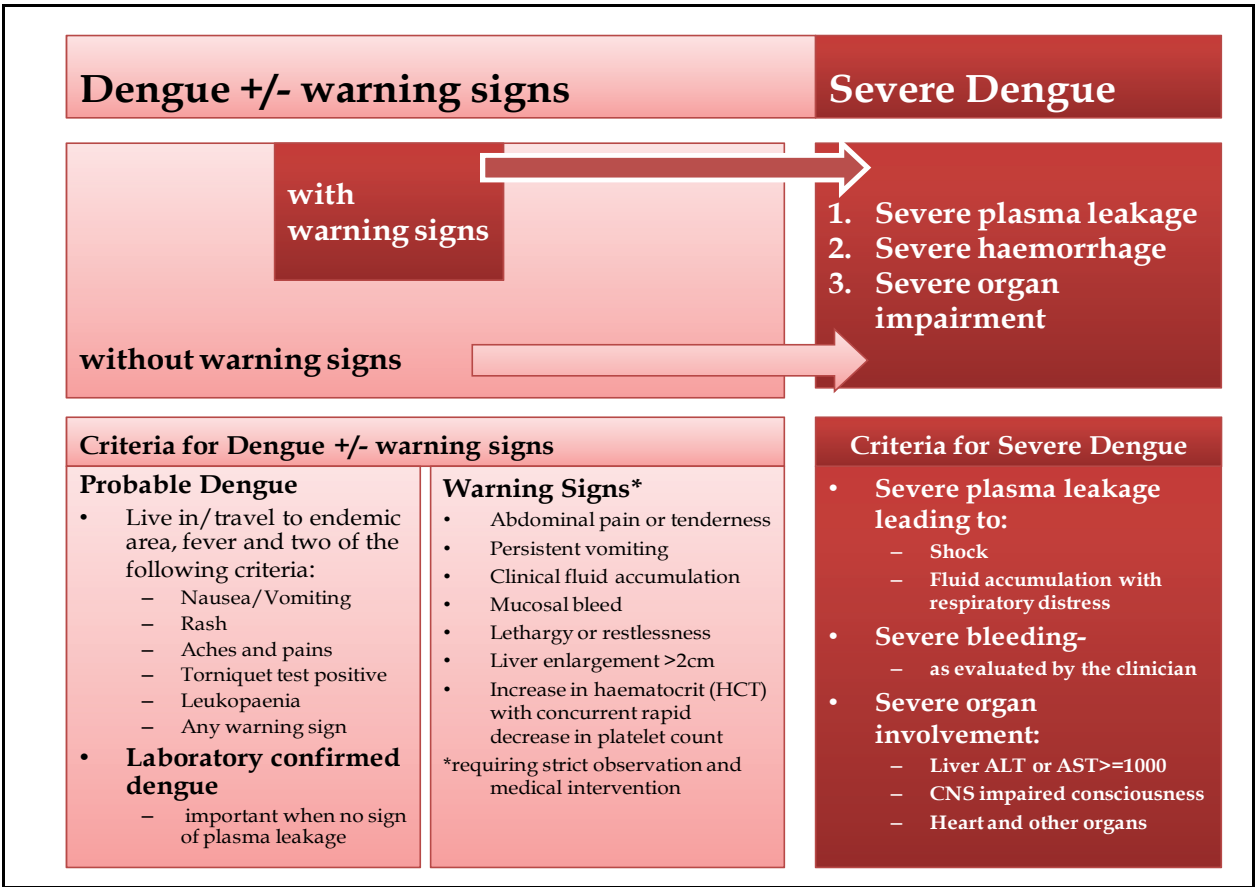 Dengue +/- warning signs
Severe Dengue
with
warning signs
without warning signs
1. Severe plasma leakage
2. Severe haemorrhage
3. Severe organ
impairment
Criteria for Dengue +/- warning signs
Probable Dengue
• Live in/travel to endemic
area, fever and two of the
following criteria:
– Nausea/Vomiting
– Rash
– Aches and pains
– Torniquet test positive
– Leukopaenia
– Any warning sign
• Laboratory confirmed
dengue
– important when no sign
of plasma leakage
Warning Signs*
• Abdominal pain or tenderness
• Persistent vomiting
• Clinical fluid accumulation
• Mucosal bleed
• Lethargy or restlessness
• Liver enlargement >2cm
• Increase in haematocrit (HCT)
with concurrent rapid
decrease in platelet count
*requiring strict observation and
medical intervention
Criteria for Severe Dengue
• Severe plasma leakage
leading to:
– Shock
– Fluid accumulation with
respiratory distress
• Severe bleeding-
– as evaluated by the clinician
• Severe organ
involvement:
– Liver ALT or AST>=1000
– CNS impaired consciousness
– Heart and other organs